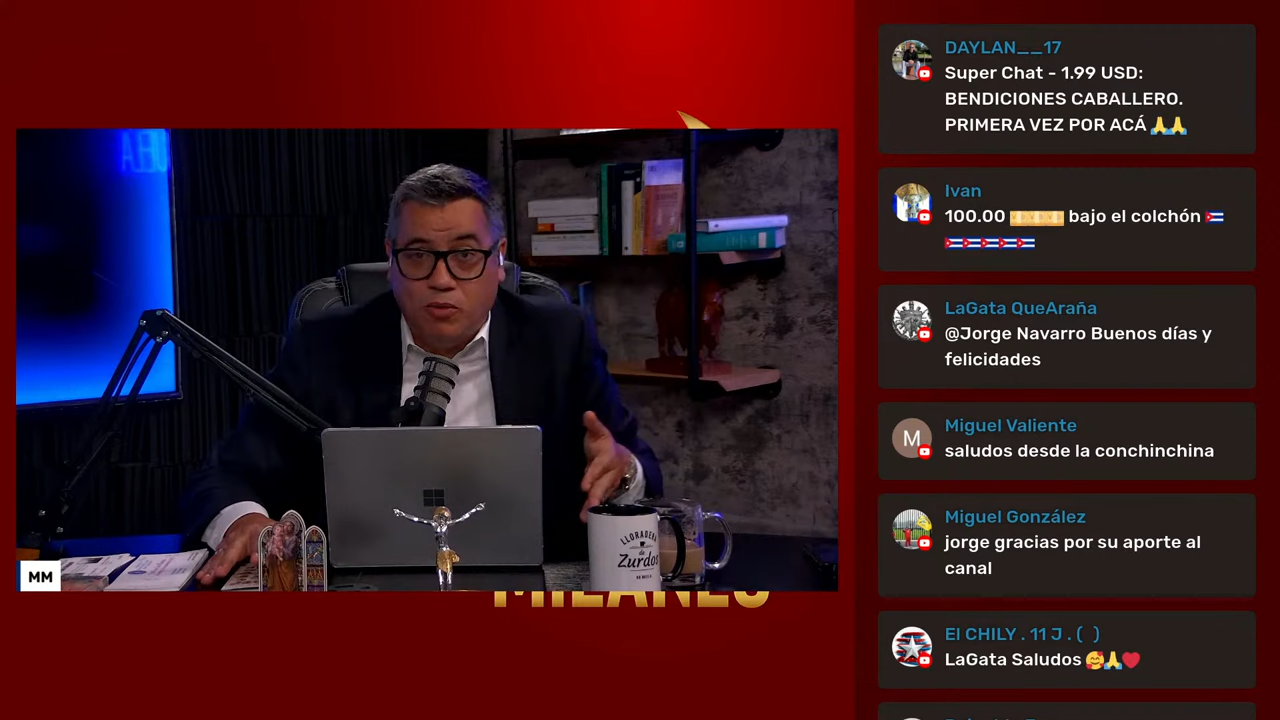 MM
LLORADERA
de
Zurdos
MILANES
DAYLAN__17
Super Chat - 1.99 USD:
BENDICIONES CABALLERO.
PRIMERA VEZ POR ACÁ 🙏🙏
Ivan
100.00 bajo el colchón 🇨🇺
🇨🇺🇨🇺🇨🇺🇨🇺🇨🇺
LaGata QueAraña
@Jorge Navarro Buenos días y
felicidades
M
Miguel Valiente
saludos desde la conchinchina
Miguel González
jorge gracias por su aporte al
canal
El CHILY . 11 J . ( )
LaGata Saludos 🥰🙏❤️